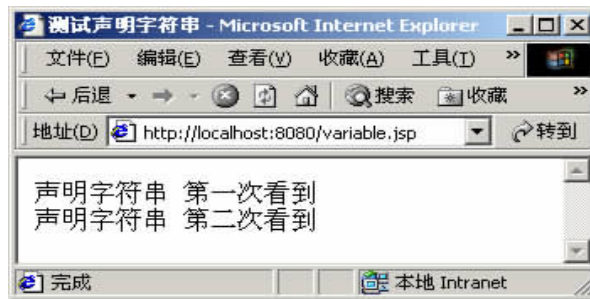 测试声明字符串 - Microsoft Internet Explorer
文件(F) 编辑(E) 查看(V) 收藏(A) 工具(T) »
后退 搜索 收藏 »
地址(D) http://localhost:8080/variable.jsp 转到
声明字符串 第一次看到
声明字符串 第二次看到
完成 本地 Intranet